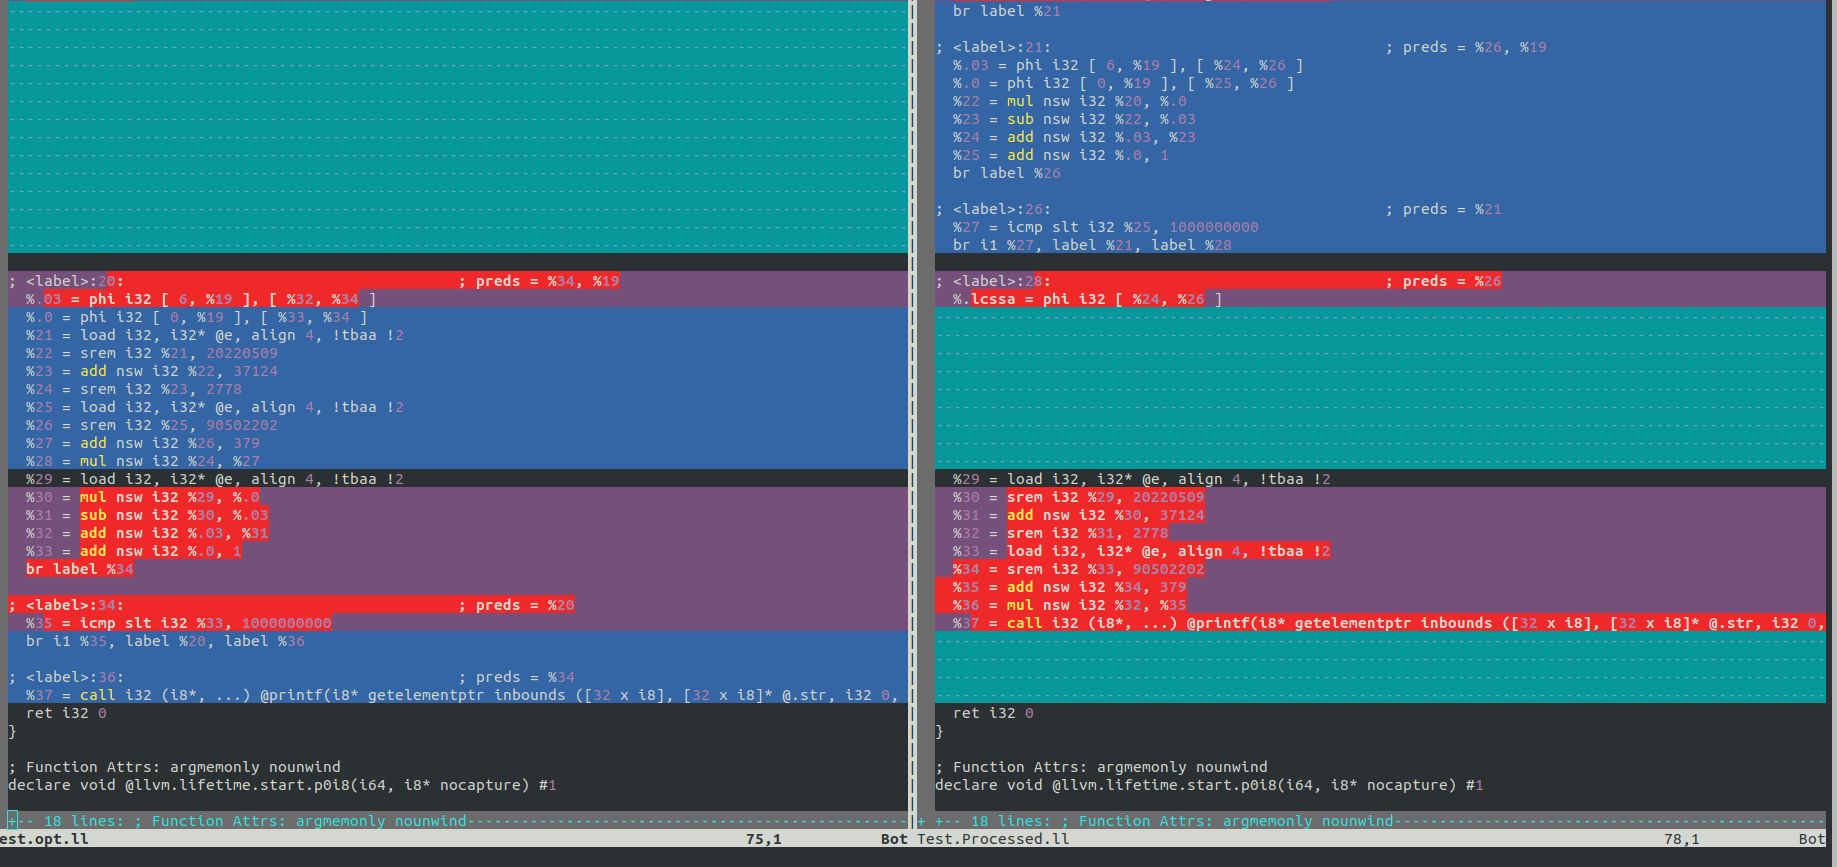 ; <label>:20:                                     ; preds = %34, %19
  %.03 = phi i32 [ 6, %19 ], [ %32, %34 ]
  %.0 = phi i32 [ 0, %19 ], [ %33, %34 ]
  %21 = load i32, i32* @e, align 4, !tbaa !2
  %22 = srem i32 %21, 20220509
  %23 = add nsw i32 %22, 37124
  %24 = srem i32 %23, 2778
  %25 = load i32, i32* @e, align 4, !tbaa !2
  %26 = srem i32 %25, 90502202
  %27 = add nsw i32 %26, 379
  %28 = mul nsw i32 %24, %27
  %29 = load i32, i32* @e, align 4, !tbaa !2
  %30 = mul nsw i32 %29, %.0
  %31 = sub nsw i32 %30, %.03
  %32 = add nsw i32 %.03, %31
  %33 = add nsw i32 %.0, 1
  br label %34
; <label>:34:                                     ; preds = %20
  %35 = icmp slt i32 %33, 1000000000
  br i1 %35, label %20, label %36
; <label>:36:                                     ; preds = %34
  %37 = call i32 (i8*, ...) @printf(i8* getelementptr inbounds ([32 x i8], [32 x i8]* @.str, i32 0,
  ret i32 0
}
; Function Attrs: argmemonly nounwind
declare void @llvm.lifetime.start.p0i8(i64, i8* nocapture) #1
+-- 18 lines: ; Function Attrs: argmemonly nounwind
est.opt.ll 75,1 Bot
  br label %21
; <label>:21:                                     ; preds = %26, %19
  %.03 = phi i32 [ 6, %19 ], [ %24, %26 ]
  %.0 = phi i32 [ 0, %19 ], [ %25, %26 ]
  %22 = mul nsw i32 %20, %.0
  %23 = sub nsw i32 %22, %.03
  %24 = add nsw i32 %.03, %23
  %25 = add nsw i32 %.0, 1
  br label %26
; <label>:26:                                     ; preds = %21
  %27 = icmp slt i32 %25, 1000000000
  br i1 %27, label %21, label %28
; <label>:28:                                     ; preds = %26
  %.lcssa = phi i32 [ %24, %26 ]
  %29 = load i32, i32* @e, align 4, !tbaa !2
  %30 = srem i32 %29, 20220509
  %31 = add nsw i32 %30, 37124
  %32 = srem i32 %31, 2778
  %33 = load i32, i32* @e, align 4, !tbaa !2
  %34 = srem i32 %33, 90502202
  %35 = add nsw i32 %34, 379
  %36 = mul nsw i32 %32, %35
  %37 = call i32 (i8*, ...) @printf(i8* getelementptr inbounds ([32 x i8], [32 x i8]* @.str, i32 0,
  ret i32 0
}
; Function Attrs: argmemonly nounwind
declare void @llvm.lifetime.start.p0i8(i64, i8* nocapture) #1
+ +-- 18 lines: ; Function Attrs: argmemonly nounwind
Test.Processed.ll 78,1 Bot